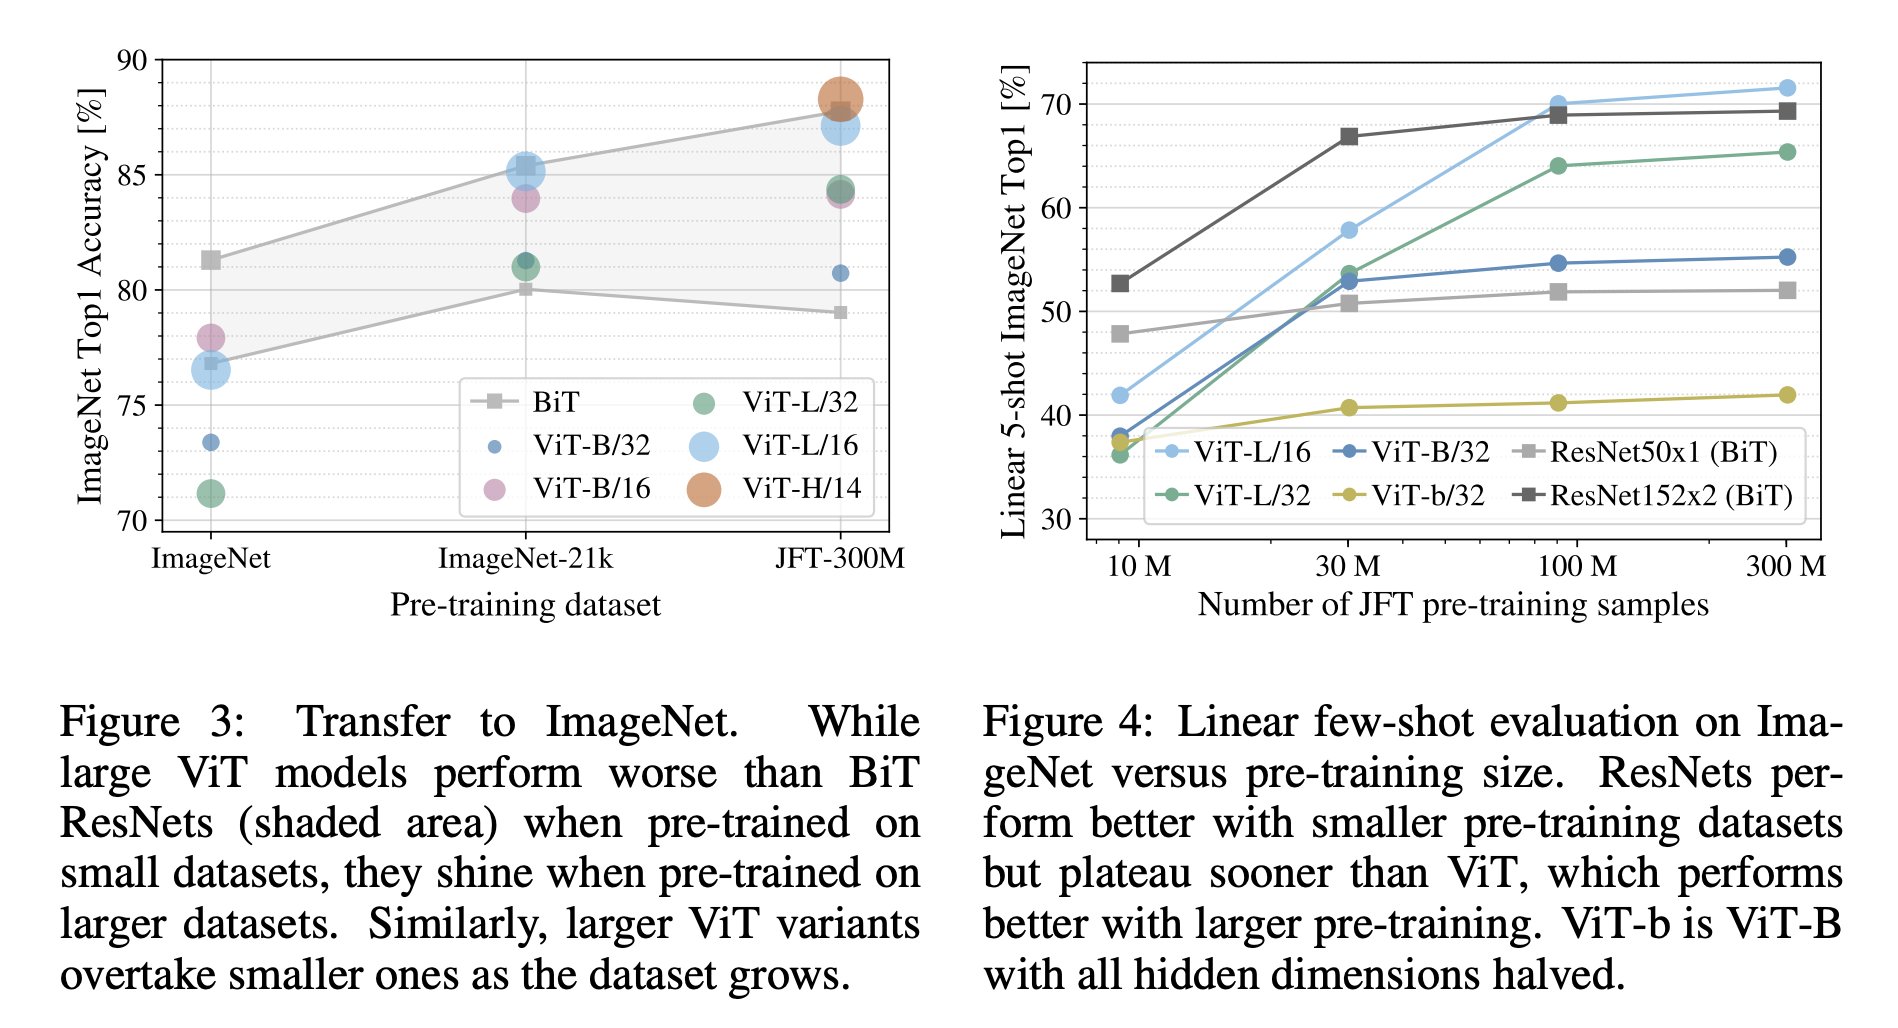 90
85
80
75
70
ImageNet Top1 Accuracy [%]
BiT
ViT-B/32
ViT-B/16
ViT-L/32
ViT-L/16
ViT-H/14
ImageNet
ImageNet-21k
JFT-300M
Pre-training dataset
70
60
50
40
30
Linear 5-shot ImageNet Top1 [%]
ViT-L/16
ViT-L/32
ViT-B/32
ViT-b/32
ResNet50x1 (BiT)
ResNet152x2 (BiT)
10 M
30 M
100 M
300 M
Number of JFT pre-training samples
Figure 3: Transfer to ImageNet. While
large ViT models perform worse than BiT
ResNets (shaded area) when pre-trained on
small datasets, they shine when pre-trained on
larger datasets. Similarly, larger ViT variants
overtake smaller ones as the dataset grows.
Figure 4: Linear few-shot evaluation on Ima-
geNet versus pre-training size. ResNets per-
form better with smaller pre-training datasets
but plateau sooner than ViT, which performs
better with larger pre-training. ViT-b is ViT-B
with all hidden dimensions halved.